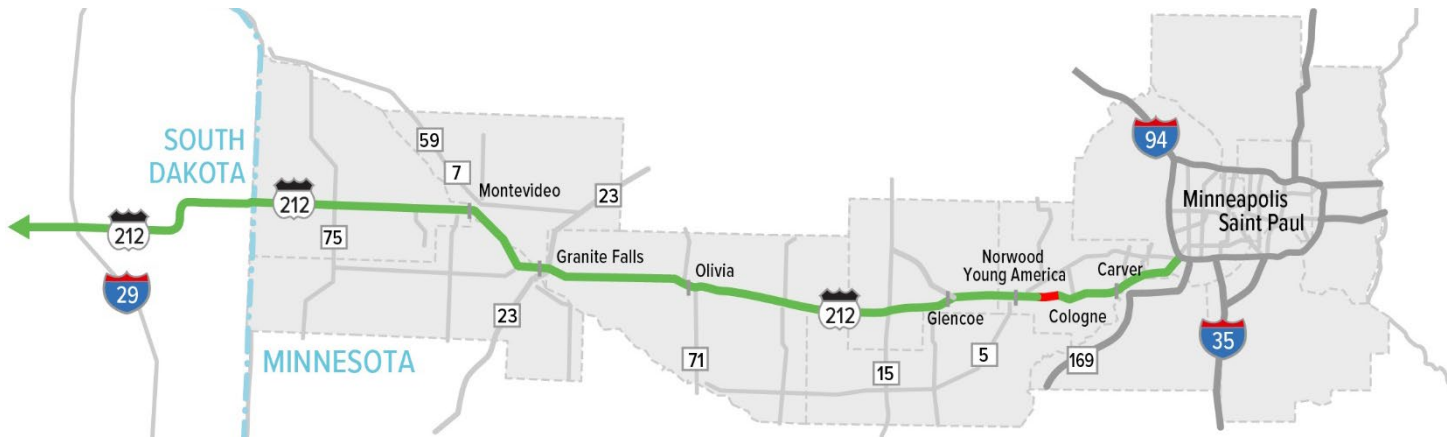 94
59
SOUTH
DAKOTA
7
Montevideo
23
Minneapolis
Saint Paul
212
212
75
Granite Falls
Olivia
Norwood
Young America
Carver
29
23
212
Glencoe
Cologne
35
MINNESOTA
71
15
5
169